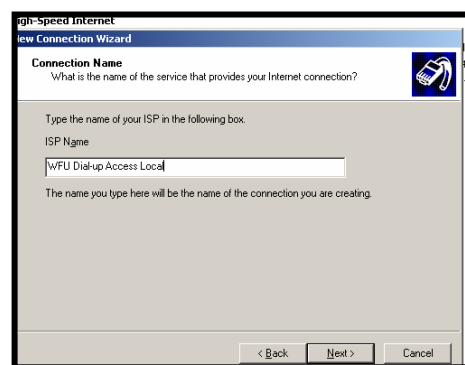 igh-Speed Internet
ew Connection Wizard
Connection Name
What is the name of the service that provides your Internet connection?
Type the name of your ISP in the following box.
ISP Name
WFU Dial-up Access Local
The name you type here will be the name of the connection you are creating.
< Back Next > Cancel